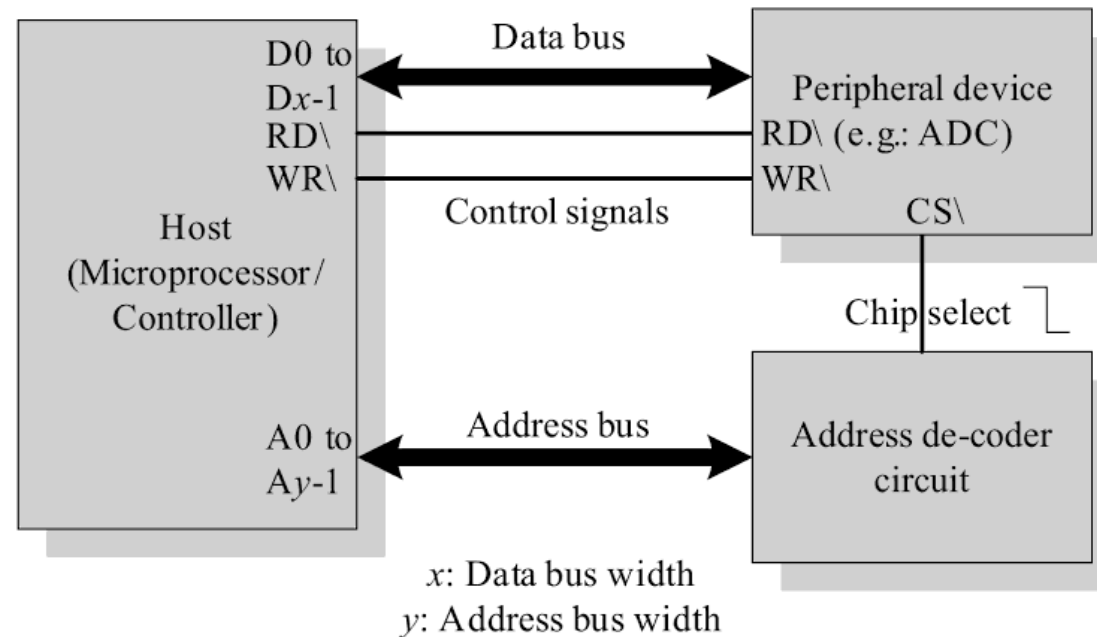 D0 to
Dx-1
RD\
WR\
Host
(Microprocessor/
Controller)
A0 to
Ay-1
Data bus
Control signals
Peripheral device
RD\ (e.g.: ADC)
WR\
CS\
Chip select
Address bus
Address de-coder
circuit
x: Data bus width
y: Address bus width